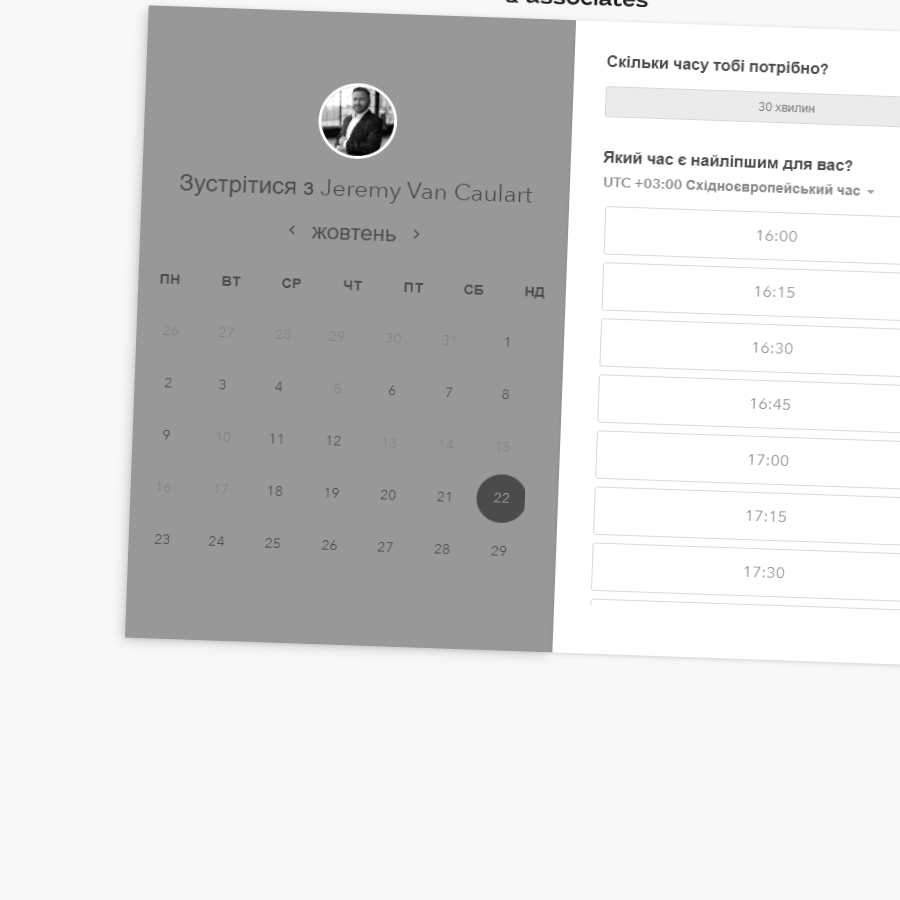 & associates
Зустрітися з Jeremy Van Caulart
жовтень
ПН ВТ СР ЧТ ПТ СБ НД
26 27 28 29 30 31 1
2 3 4 5 6 7 8
9 10 11 12 13 14 15
16 17 18 19 20 21 22
23 24 25 26 27 28 29
Скільки часу тобі потрібно?
30 хвилин
Який час є найліпшим для вас?
UTC +03:00 Східноєвропейський час
16:00
16:15
16:30
16:45
17:00
17:15
17:30